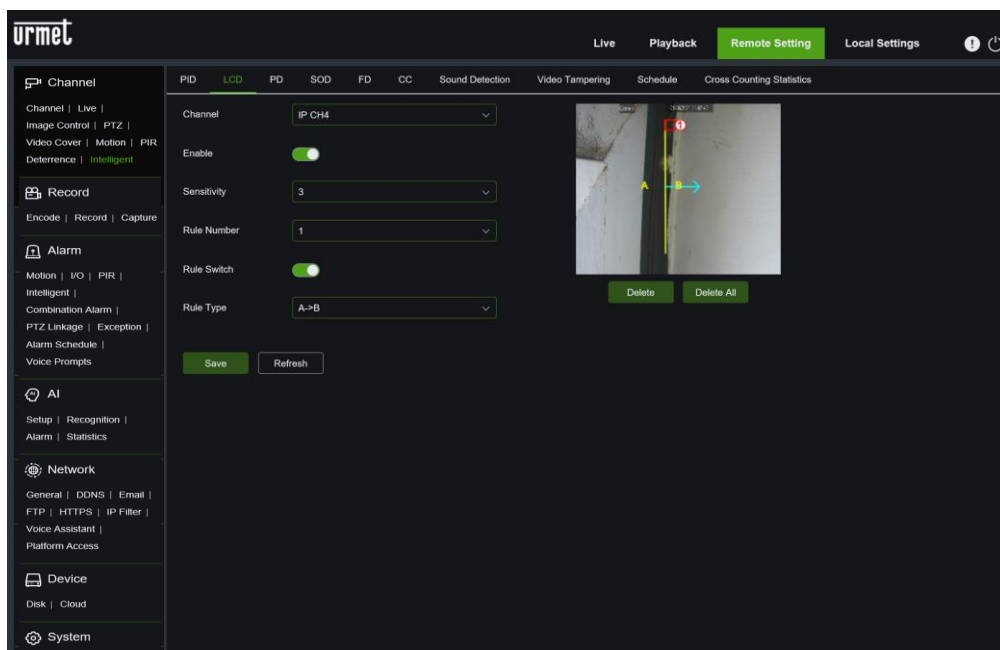 urmet
Live Playback Remote Setting Local Settings
Channel
Channel | Live |
Image Control | PTZ |
Video Cover | Motion | PIR
Deterrence | Intelligent
Record
Encode | Record | Capture
Alarm
Motion | I/O | PIR |
Intelligent |
Combination Alarm |
PTZ Linkage | Exception |
Alarm Schedule |
Voice Prompts
AI
Setup | Recognition |
Alarm | Statistics
Network
General | DDNS | Email |
FTP | HTTPS | IP Filter |
Voice Assistant |
Platform Access
Device
Disk | Cloud
System
PID LCD PD SOD FD CC Sound Detection Video Tampering Schedule Cross Counting Statistics
Channel IP CH4
Enable
Sensitivity 3
Rule Number 1
Rule Switch
Rule Type A->B
Save Refresh
1
A B
Delete Delete All